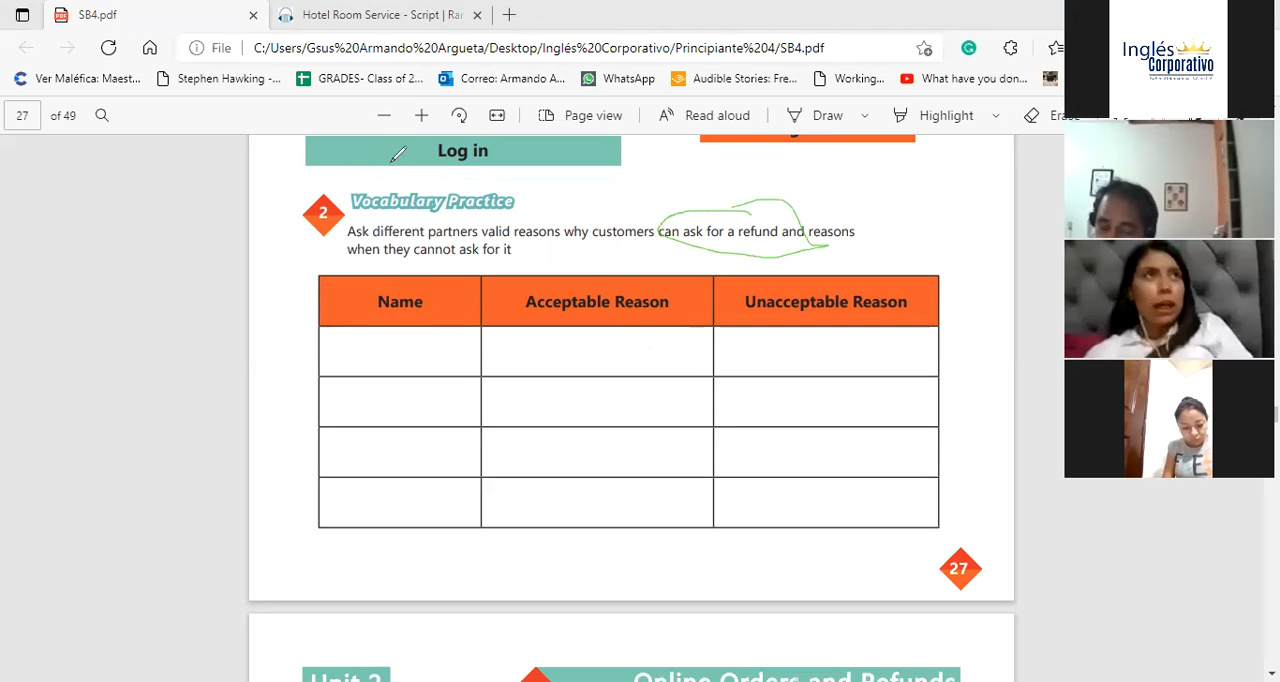 SB4.pdf
Hotel Room Service - Script | Rar
File
C:/Users/Gsus%20Armando%20Argueta/Desktop/Inglés%20Corporativo/Principiante%204/SB4.pdf
Ver Maléfica: Maest...
Stephen Hawking -...
GRADES- Class of 2...
Correo: Armando A...
WhatsApp
Audible Stories: Fre...
Working...
What have you don...
27 of 49
Page view
Read aloud
Draw
Highlight
Inglés
Corporativo
Log in
2
Vocabulary Practice
Ask different partners valid reasons why customers can ask for a refund and reasons
when they cannot ask for it
Name Acceptable Reason Unacceptable Reason
27
Unit 2
Online Orders and Refunds